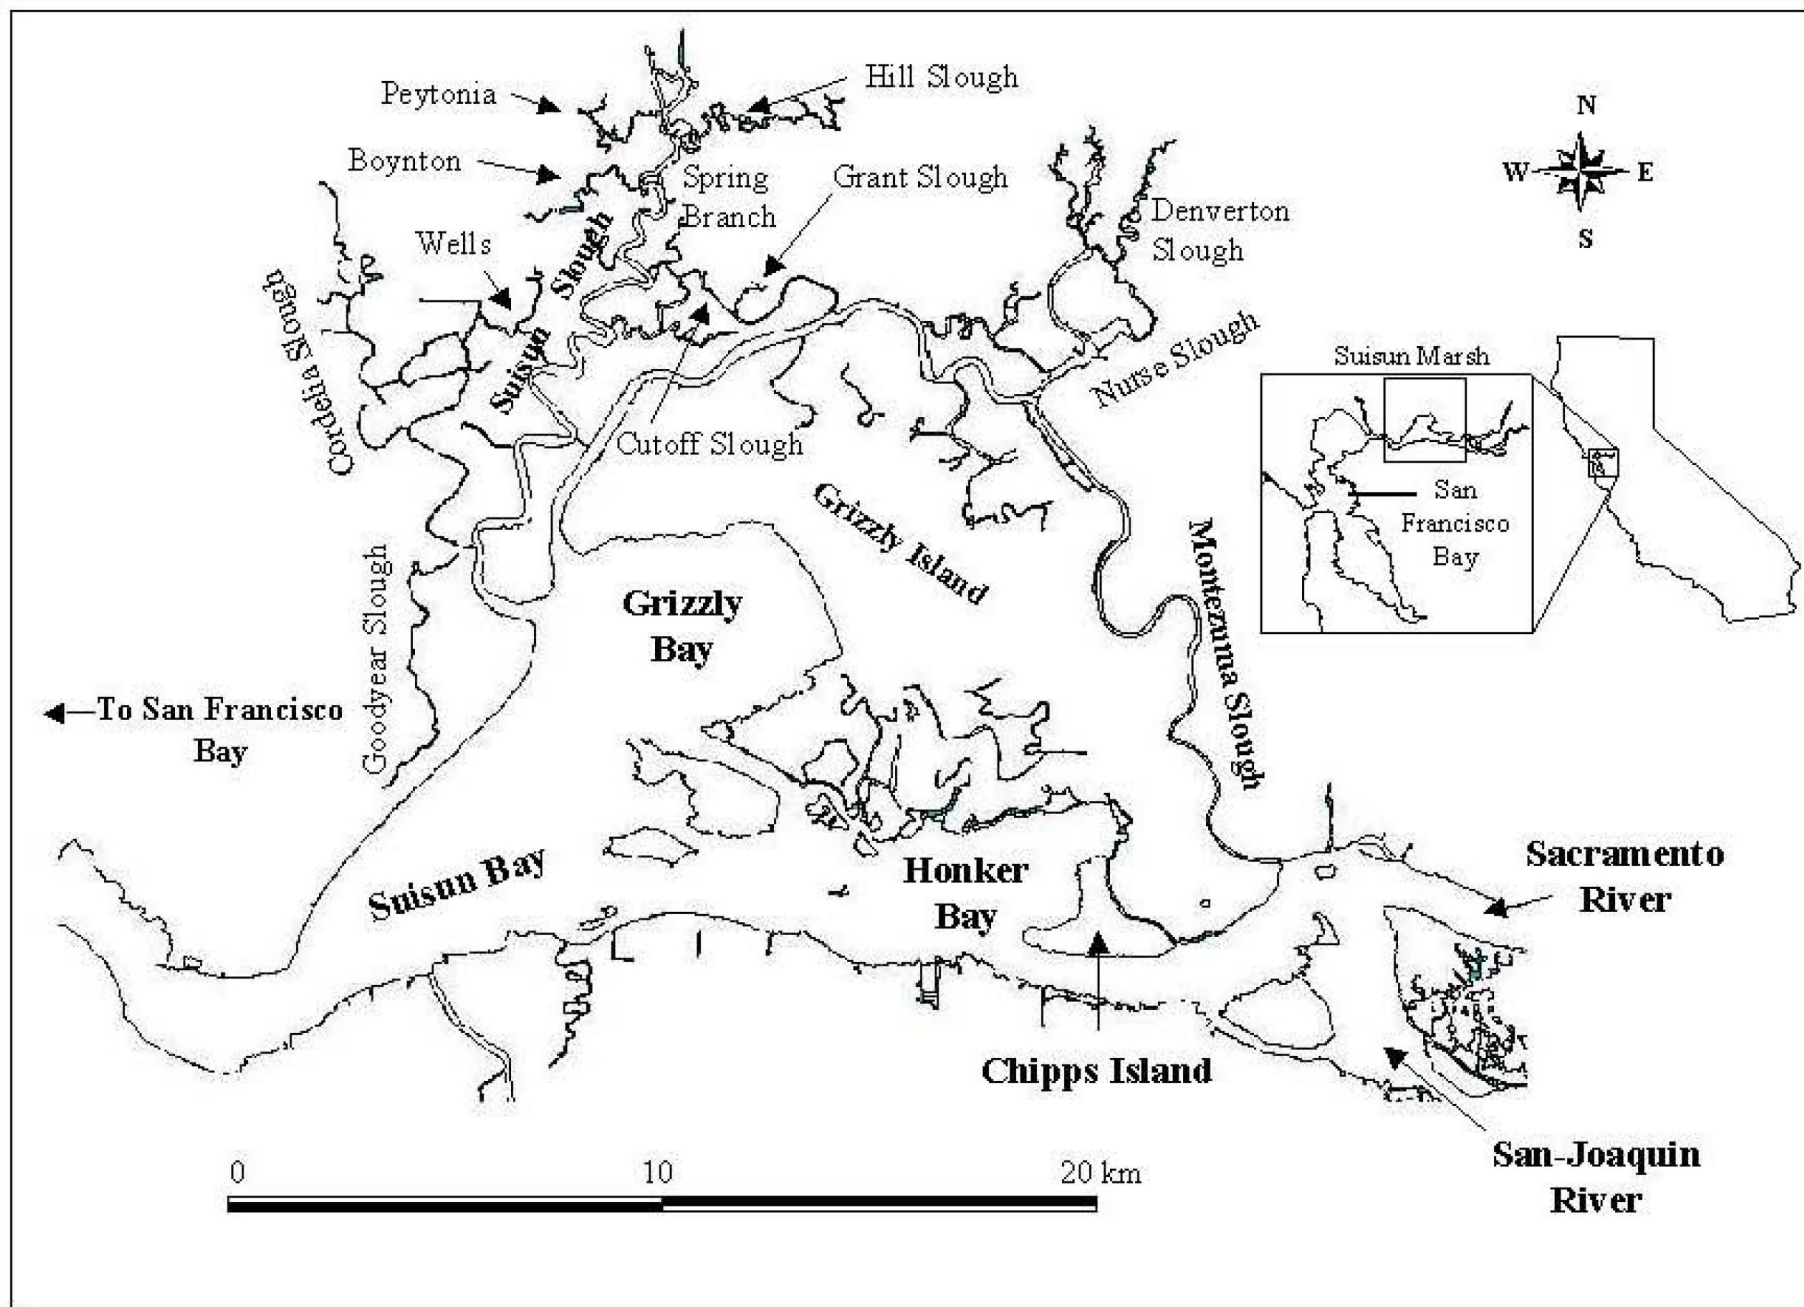 Peytonia
Hill Slough
Boynton
Spring
Branch
Grant Slough
Denverton
Slough
Wells
Suisun Slough
Cordelia Slough
Cutoff Slough
Nurse Slough
N
W E
S
Suisun Marsh
San
Francisco
Bay
Grizzly Island
Montezuma Slough
Grizzly
Bay
Goodyear Slough
To San Francisco
Bay
Suisun Bay
Honker
Bay
Sacramento
River
Chipps Island
San-Joaquin
River
0 10 20 km